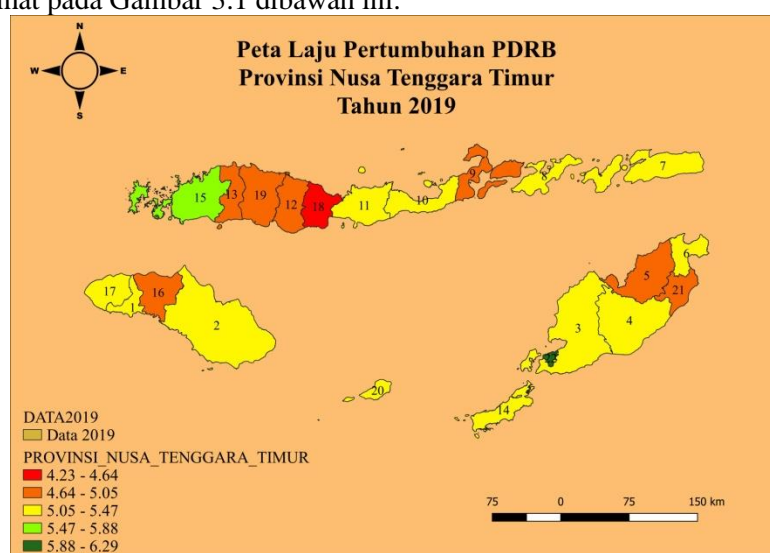 pada Gambar 3.1 dibawah ini.
N
W E
S
Peta Laju Pertumbuhan PDRB
Provinsi Nusa Tenggara Timur
Tahun 2019
7
8
9
15
13
19
12
18
11
10
6
5
21
17
1
16
2
3
4
20
14
DATA2019
Data 2019
PROVINSI_NUSA_TENGGARA_TIMUR
4.23 - 4.64
4.64 - 5.05
5.05 - 5.47
5.47 - 5.88
5.88 - 6.29
75 0 75 150 km